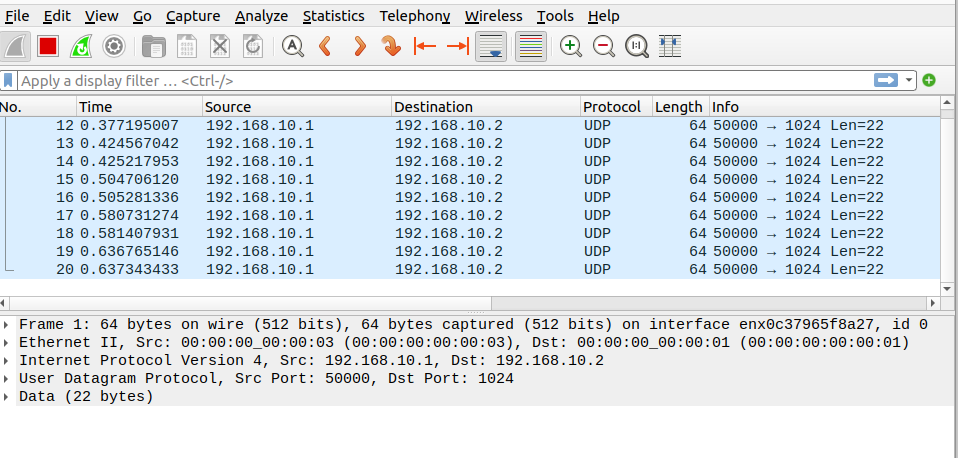 File Edit View Go Capture Analyze Statistics Telephony Wireless Tools Help
Apply a display filter … <Ctrl-/>
No. Time Source Destination Protocol Length Info
12 0.377195007 192.168.10.1 192.168.10.2 UDP 64 50000 → 1024 Len=22
13 0.424567042 192.168.10.1 192.168.10.2 UDP 64 50000 → 1024 Len=22
14 0.425217953 192.168.10.1 192.168.10.2 UDP 64 50000 → 1024 Len=22
15 0.504706120 192.168.10.1 192.168.10.2 UDP 64 50000 → 1024 Len=22
16 0.505281336 192.168.10.1 192.168.10.2 UDP 64 50000 → 1024 Len=22
17 0.580731274 192.168.10.1 192.168.10.2 UDP 64 50000 → 1024 Len=22
18 0.581407931 192.168.10.1 192.168.10.2 UDP 64 50000 → 1024 Len=22
19 0.636765146 192.168.10.1 192.168.10.2 UDP 64 50000 → 1024 Len=22
20 0.637343433 192.168.10.1 192.168.10.2 UDP 64 50000 → 1024 Len=22
Frame 1: 64 bytes on wire (512 bits), 64 bytes captured (512 bits) on interface enx0c37965f8a27, id 0
Ethernet II, Src: 00:00:00_00:00:03 (00:00:00:00:00:03), Dst: 00:00:00_00:00:01 (00:00:00:00:00:01)
Internet Protocol Version 4, Src: 192.168.10.1, Dst: 192.168.10.2
User Datagram Protocol, Src Port: 50000, Dst Port: 1024
Data (22 bytes)